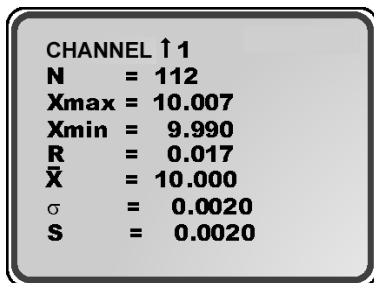 CHANNEL ↑1
N = 112
Xmax = 10.007
Xmin = 9.990
R = 0.017
X̄ = 10.000
σ = 0.0020
S = 0.0020